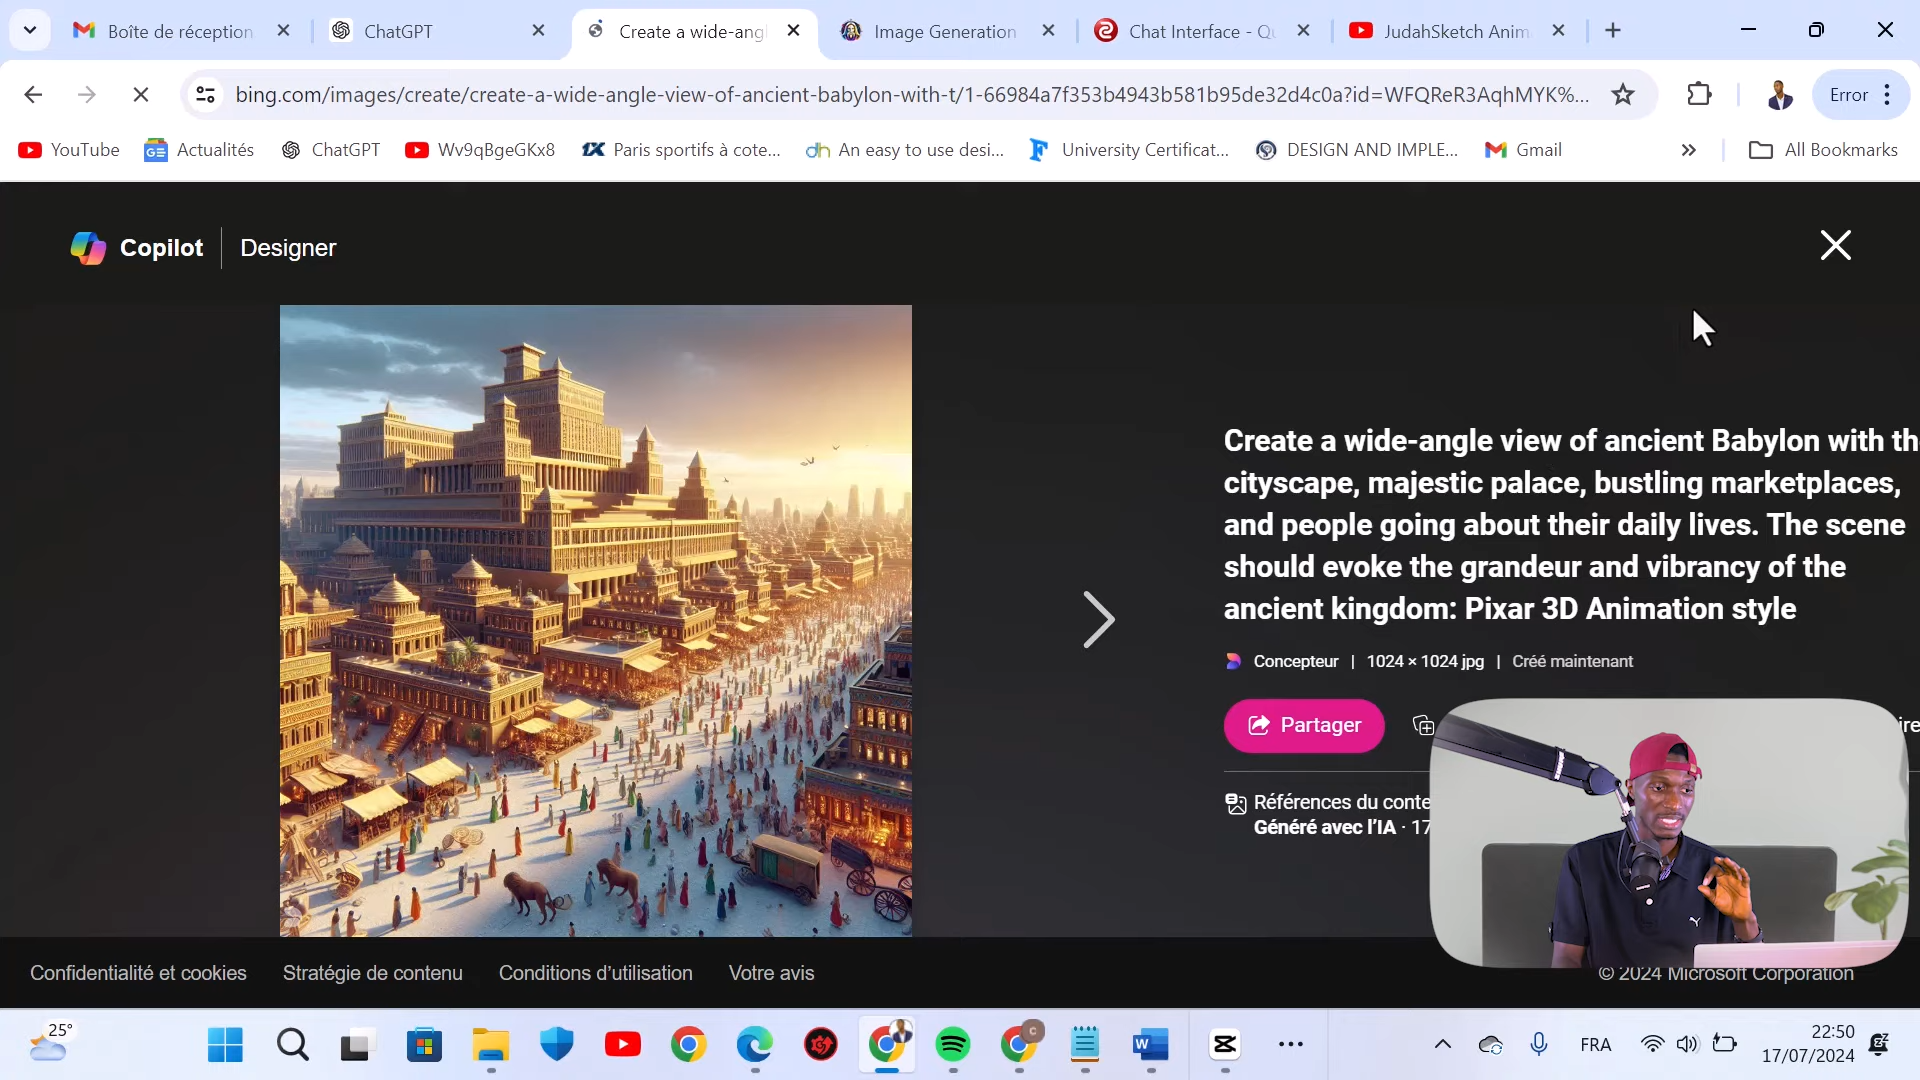 Boîte de réception
ChatGPT
Create a wide-ang
Image Generation
Chat Interface - Qu
JudahSketch Anim
bing.com/images/create/create-a-wide-angle-view-of-ancient-babylon-with-t/1-66984a7f353b4943b581b95de32d4c0a?id=WFQReR3AqhMYK%...
Error
YouTube
Actualités
ChatGPT
Wv9qBgeGKx8
Paris sportifs à cote...
An easy to use desi...
University Certificat...
DESIGN AND IMPLE...
Gmail
All Bookmarks
Copilot
Designer
Create a wide-angle view of ancient Babylon with th
cityscape, majestic palace, bustling marketplaces,
and people going about their daily lives. The scene
should evoke the grandeur and vibrancy of the
ancient kingdom: Pixar 3D Animation style
Concepteur | 1024 × 1024 jpg | Créé maintenant
Partager
Références du conte
Généré avec l'IA · 17
Confidentialité et cookies
Stratégie de contenu
Conditions d'utilisation
Votre avis
© 2024 Microsoft Corporation
25°
FRA
22:50
17/07/2024